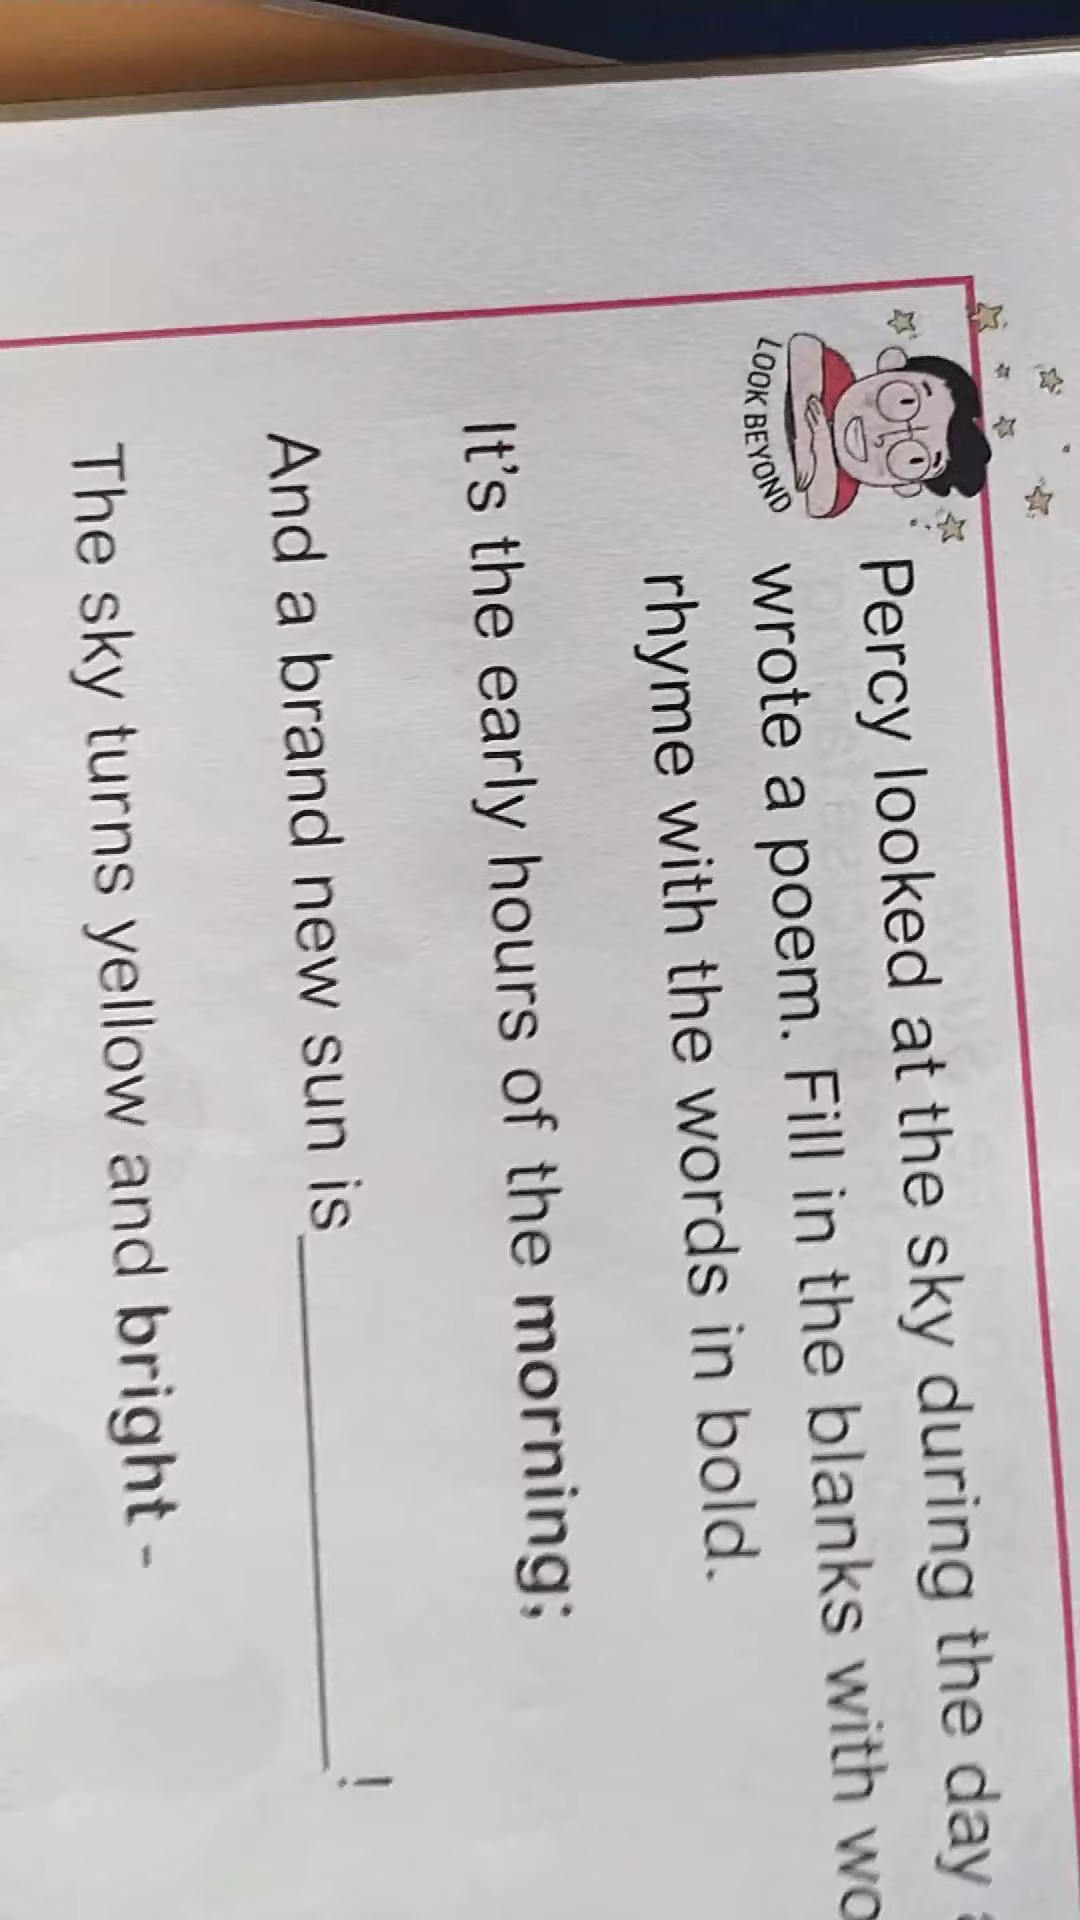 LOOK BEYOND
Percy looked at the sky during the day
wrote a poem. Fill in the blanks with
rhyme with the words in bold.
It's the early hours of the morning;
And a brand new sun is ____________!
The sky turns yellow and bright -